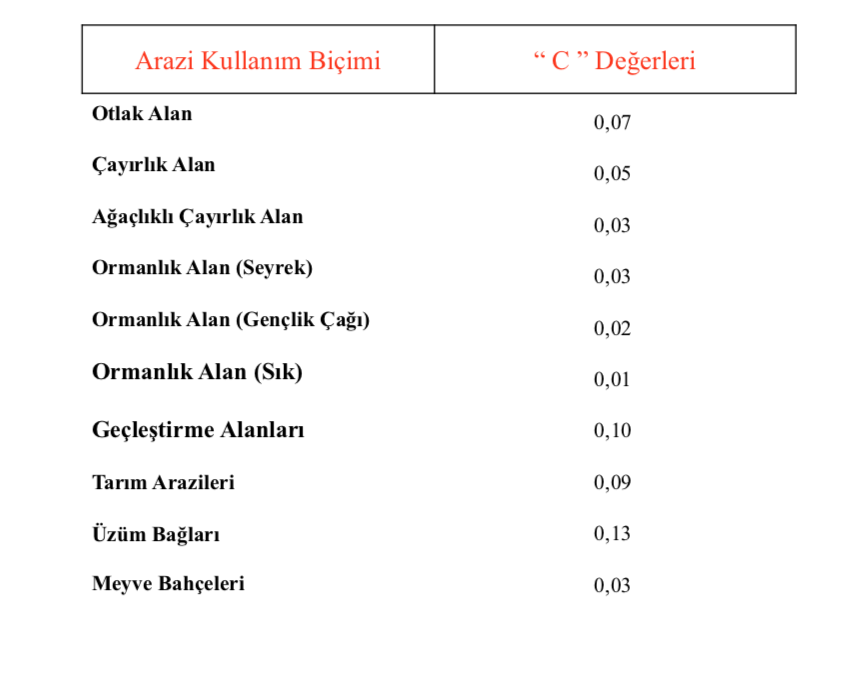 Arazi Kullanım Biçimi “ C ” Değerleri
Otlak Alan 0,07
Çayırlık Alan 0,05
Ağaçlıklı Çayırlık Alan 0,03
Ormanlık Alan (Seyrek) 0,03
Ormanlık Alan (Gençlik Çağı) 0,02
Ormanlık Alan (Sık) 0,01
Geçleştirme Alanları 0,10
Tarım Arazileri 0,09
Üzüm Bağları 0,13
Meyve Bahçeleri 0,03